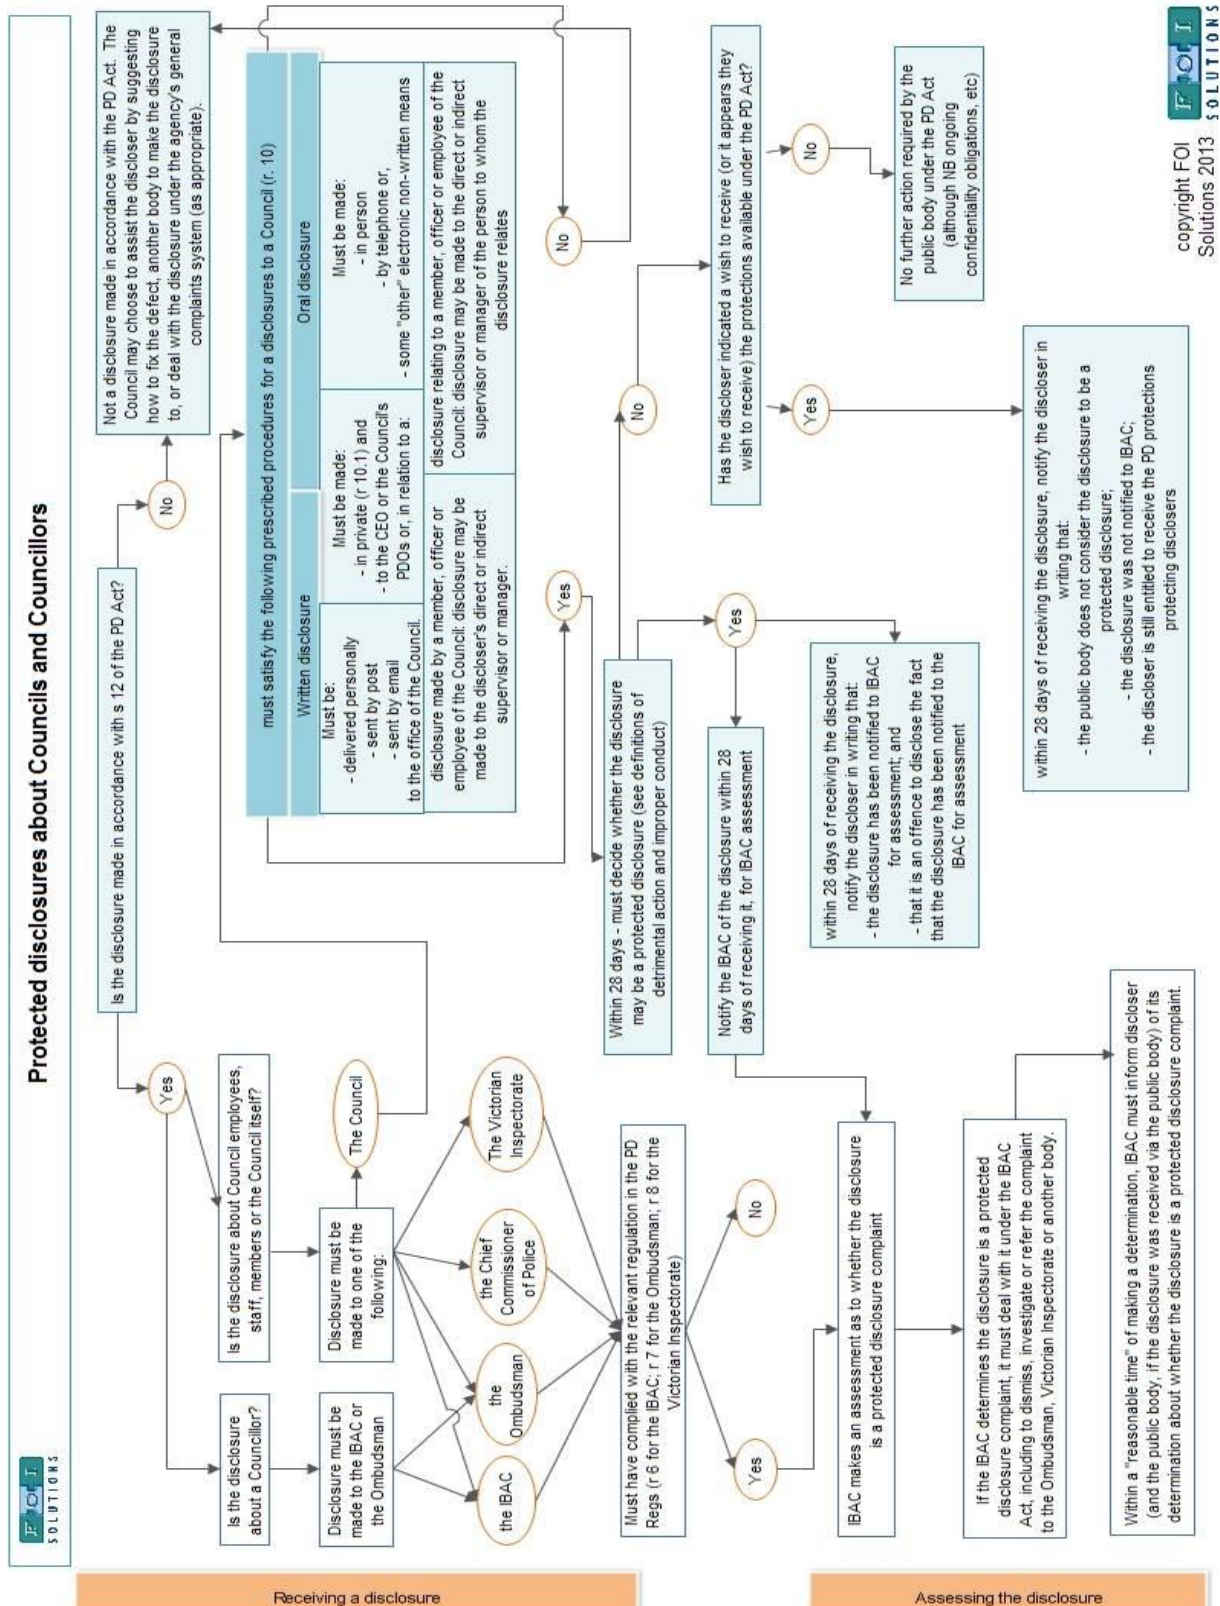 F O I
SOLUTIONS
Protected disclosures about Councils and Councillors
Receiving a disclosure
Assessing the disclosure
Is the disclosure made in accordance with s 12 of the PD Act?
Yes
No
Not a disclosure made in accordance with the PD Act. The
Council may choose to assist the discloser by suggesting
how to fix the defect, another body to make the disclosure
to, or deal with the disclosure under the agency's general
complaints system (as appropriate).
Is the disclosure
about a Councillor?
Is the disclosure about Council employees,
staff, members or the Council itself?
Disclosure must be
made to the IBAC or
the Ombudsman
Disclosure must be
made to one of the
following:
The Council
the IBAC
the
Ombudsman
the Chief
Commissioner
of Police
The Victorian
Inspectorate
must satisfy the following prescribed procedures for a disclosures to a Council (r. 10)
Written disclosure
Oral disclosure
Must be:
- delivered personally
- sent by post
- sent by email
to the office of the Council.
Must be made:
- in private (r 10.1) and
- to the CEO or the Council's
PDOs or, in relation to a:
Must be made:
- in person
- by telephone or,
- some "other" electronic non-written means
disclosure made by a member, officer or
employee of the Council: disclosure may be
made to the discloser's direct or indirect
supervisor or manager.
disclosure relating to a member, officer or employee of the
Council: disclosure may be made to the direct or indirect
supervisor or manager of the person to whom the
disclosure relates
Yes
No
Must have complied with the relevant regulation in the PD
Regs (r 6 for the IBAC; r 7 for the Ombudsman; r 8 for the
Victorian Inspectorate)
Yes
No
Within 28 days - must decide whether the disclosure
may be a protected disclosure (see definitions of
detrimental action and improper conduct)
Yes
No
Notify the IBAC of the disclosure within 28
days of receiving it, for IBAC assessment
within 28 days of receiving the disclosure,
notify the discloser in writing that:
- the disclosure has been notified to IBAC
for assessment; and
- that it is an offence to disclose the fact
that the disclosure has been notified to the
IBAC for assessment
Has the discloser indicated a wish to receive (or it appears they
wish to receive) the protections available under the PD Act?
Yes
No
No further action required by the
public body under the PD Act
(although NB ongoing
confidentiality obligations, etc)
within 28 days of receiving the disclosure, notify the discloser in
writing that:
- the public body does not consider the disclosure to be a
protected disclosure;
- the disclosure was not notified to IBAC;
- the discloser is still entitled to receive the PD protections
protecting disclosers
IBAC makes an assessment as to whether the disclosure
is a protected disclosure complaint
If the IBAC determines the disclosure is a protected
disclosure complaint, it must deal with it under the IBAC
Act, including to dismiss, investigate or refer the complaint
to the Ombudsman, Victorian Inspectorate or another body.
Within a "reasonable time" of making a determination, IBAC must inform discloser
(and the public body, if the disclosure was received via the public body) of its
determination about whether the disclosure is a protected disclosure complaint.
copyright FOI
Solutions 2013
F O I
SOLUTIONS